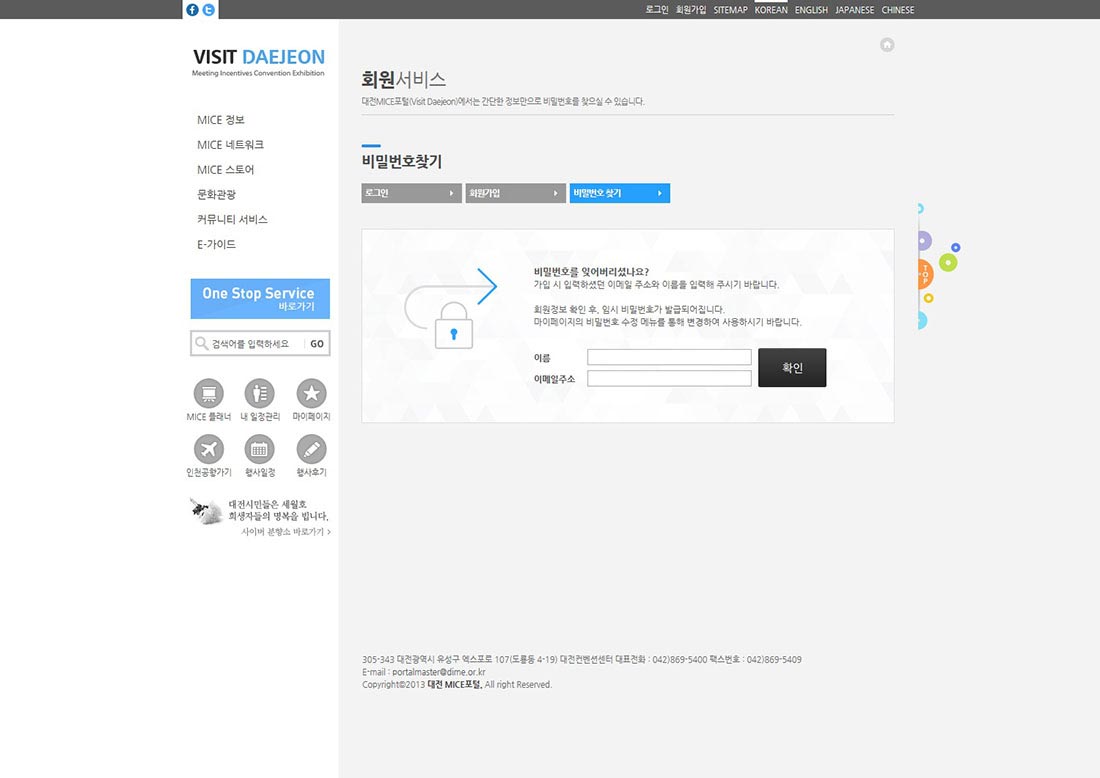 로그인 회원가입 SITEMAP KOREAN ENGLISH JAPANESE CHINESE
VISIT DAEJEON
Meeting Incentives Convention Exhibition
MICE 정보
MICE 네트워크
MICE 스토어
문화관광
커뮤니티 서비스
E-가이드
One Stop Service
바로가기
검색어를 입력하세요 GO
MICE 플래너 내 일정관리 마이페이지
인천공항가기 행사일정 행사후기
대전시민들은 세월호
희생자들의 명복을 빕니다.
사이버 분향소 바로가기 >
회원서비스
대전MICE포털(Visit Daejeon)에서는 간단한 정보만으로 비밀번호를 찾으실 수 있습니다.
비밀번호찾기
로그인 회원가입 비밀번호 찾기
비밀번호를 잊어버리셨나요?
가입 시 입력하셨던 이메일 주소와 이름을 입력해 주시기 바랍니다.
회원정보 확인 후, 임시 비밀번호가 발급되어집니다.
마이페이지의 비밀번호 수정 메뉴를 통해 변경하여 사용하시기 바랍니다.
이름
이메일주소
확인
TOP
305-343 대전광역시 유성구 엑스포로 107(도룡동 4-19) 대전컨벤션센터 대표전화 : 042)869-5400 팩스번호 : 042)869-5409
E-mail : portalmaster@dime.or.kr
Copyright©2013 대전 MICE포털. All right Reserved.